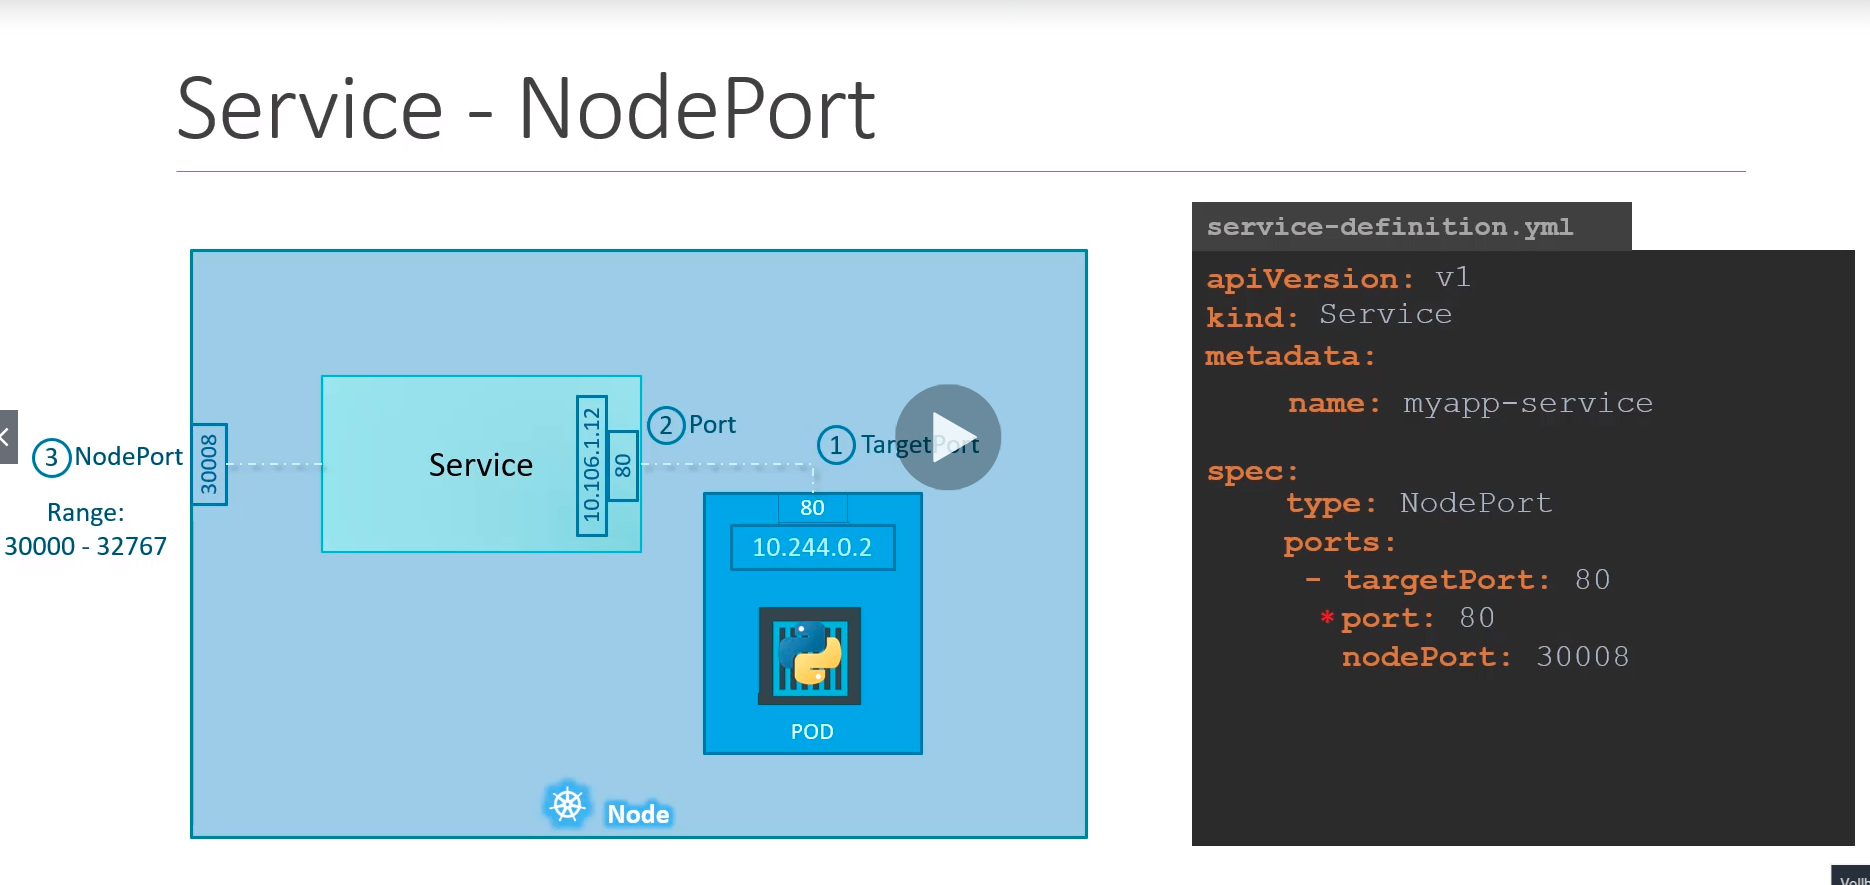 Service - NodePort
service-definition.yml
apiVersion: v1
kind: Service
metadata:
name: myapp-service
spec:
type: NodePort
ports:
- targetPort: 80
*port: 80
nodePort: 30008
3 NodePort
Range:
30000 - 32767
30008
Service
10.106.1.12
80
2 Port
1 TargetPort
80
10.244.0.2
POD
Node